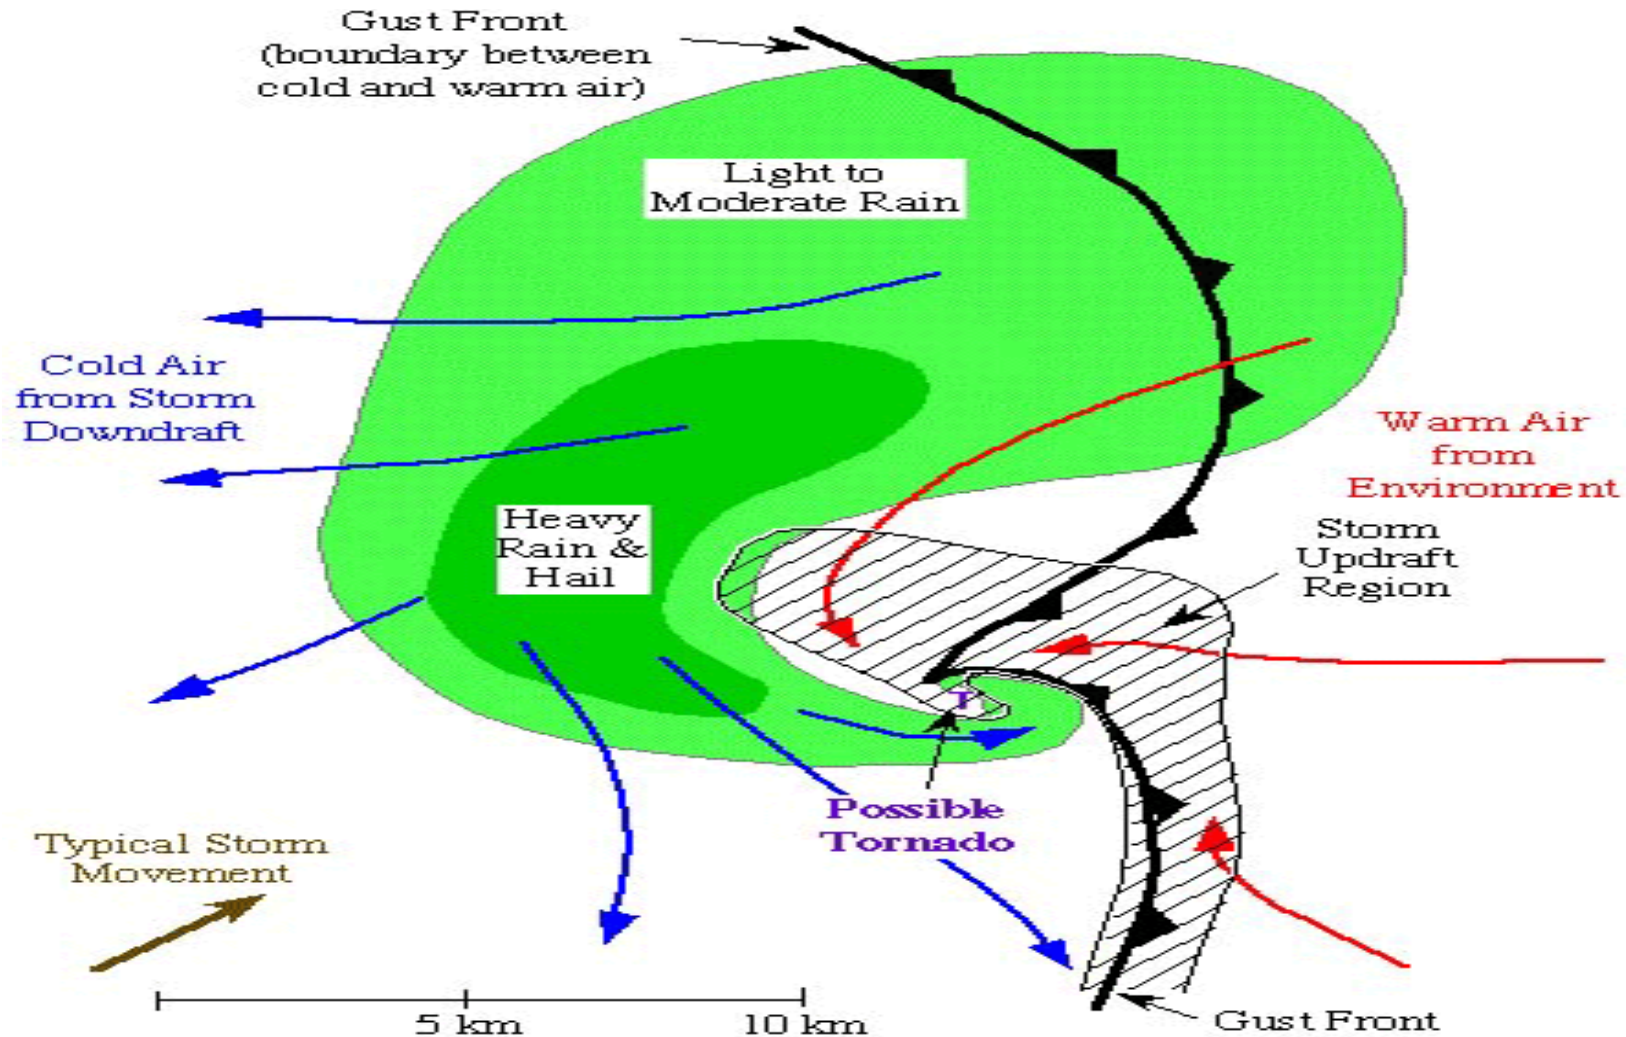 Gust Front
(boundary between
cold and warm air)
Light to
Moderate Rain
Cold Air
from Storm
Downdraft
Warm Air
from
Environment
Heavy
Rain &
Hail
Storm
Updraft
Region
T
Possible
Tornado
Typical Storm
Movement
5 km
10 km
Gust Front